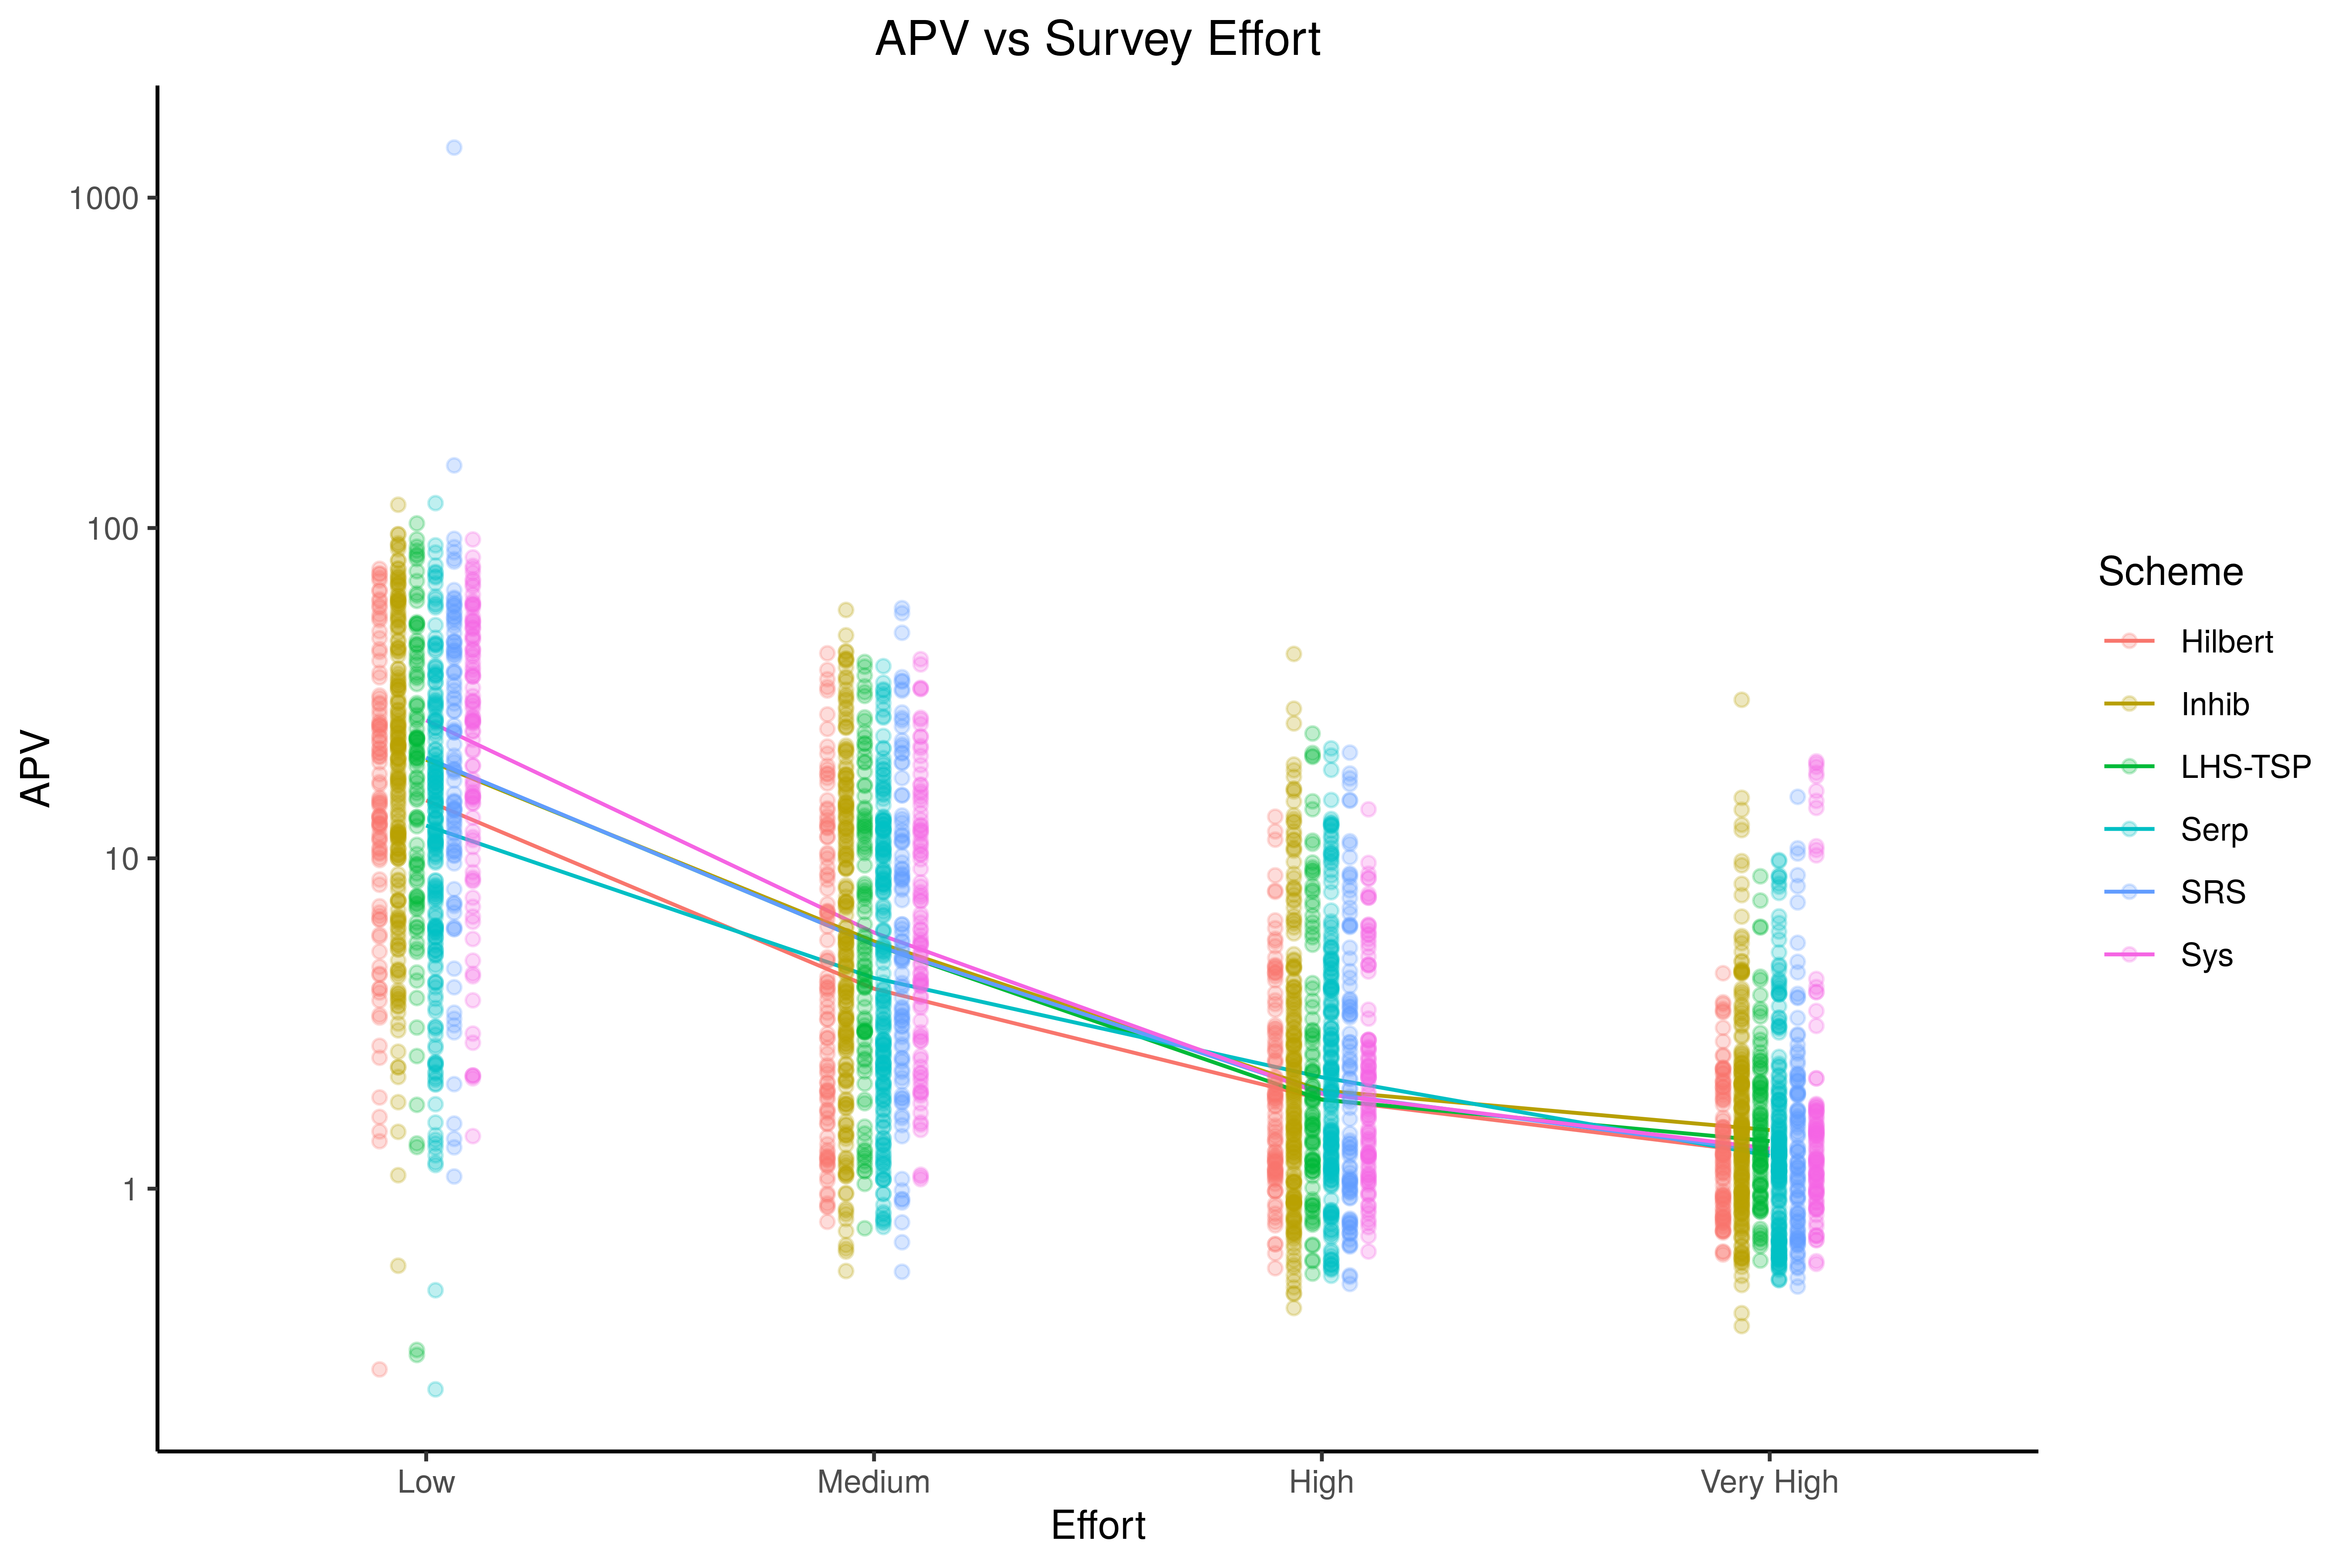 APV vs Survey Effort
APV
1000
100
10
1
Low
Medium
High
Very High
Effort
Scheme
Hilbert
Inhib
LHS-TSP
Serp
SRS
Sys